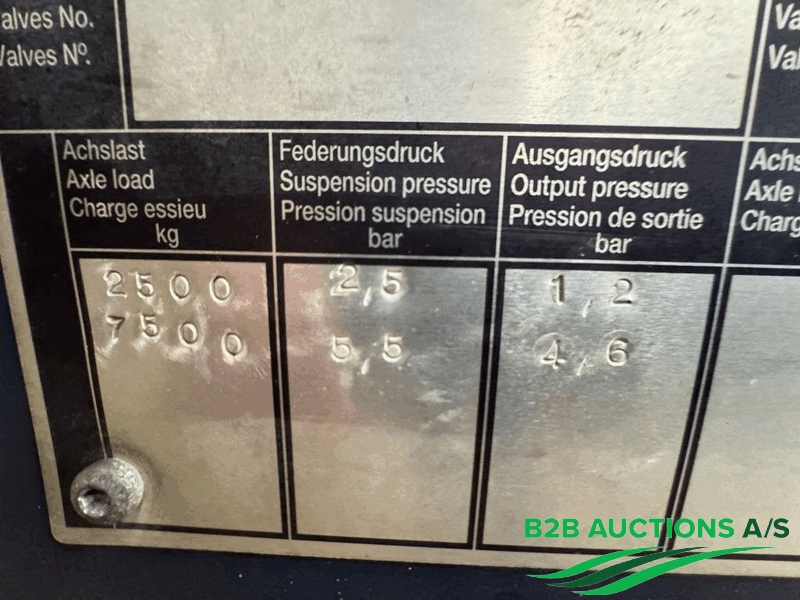 alves No.
Valves Nº.
Va
Val
Achslast
Axle load
Charge essieu
kg
Federungsdruck
Suspension pressure
Pression suspension
bar
Ausgangsdruck
Output pressure
Pression de sortie
bar
Achs
Axle
Charg
2500 2,5 1,2
7500 5,5 4,6
B2B AUCTIONS A/S